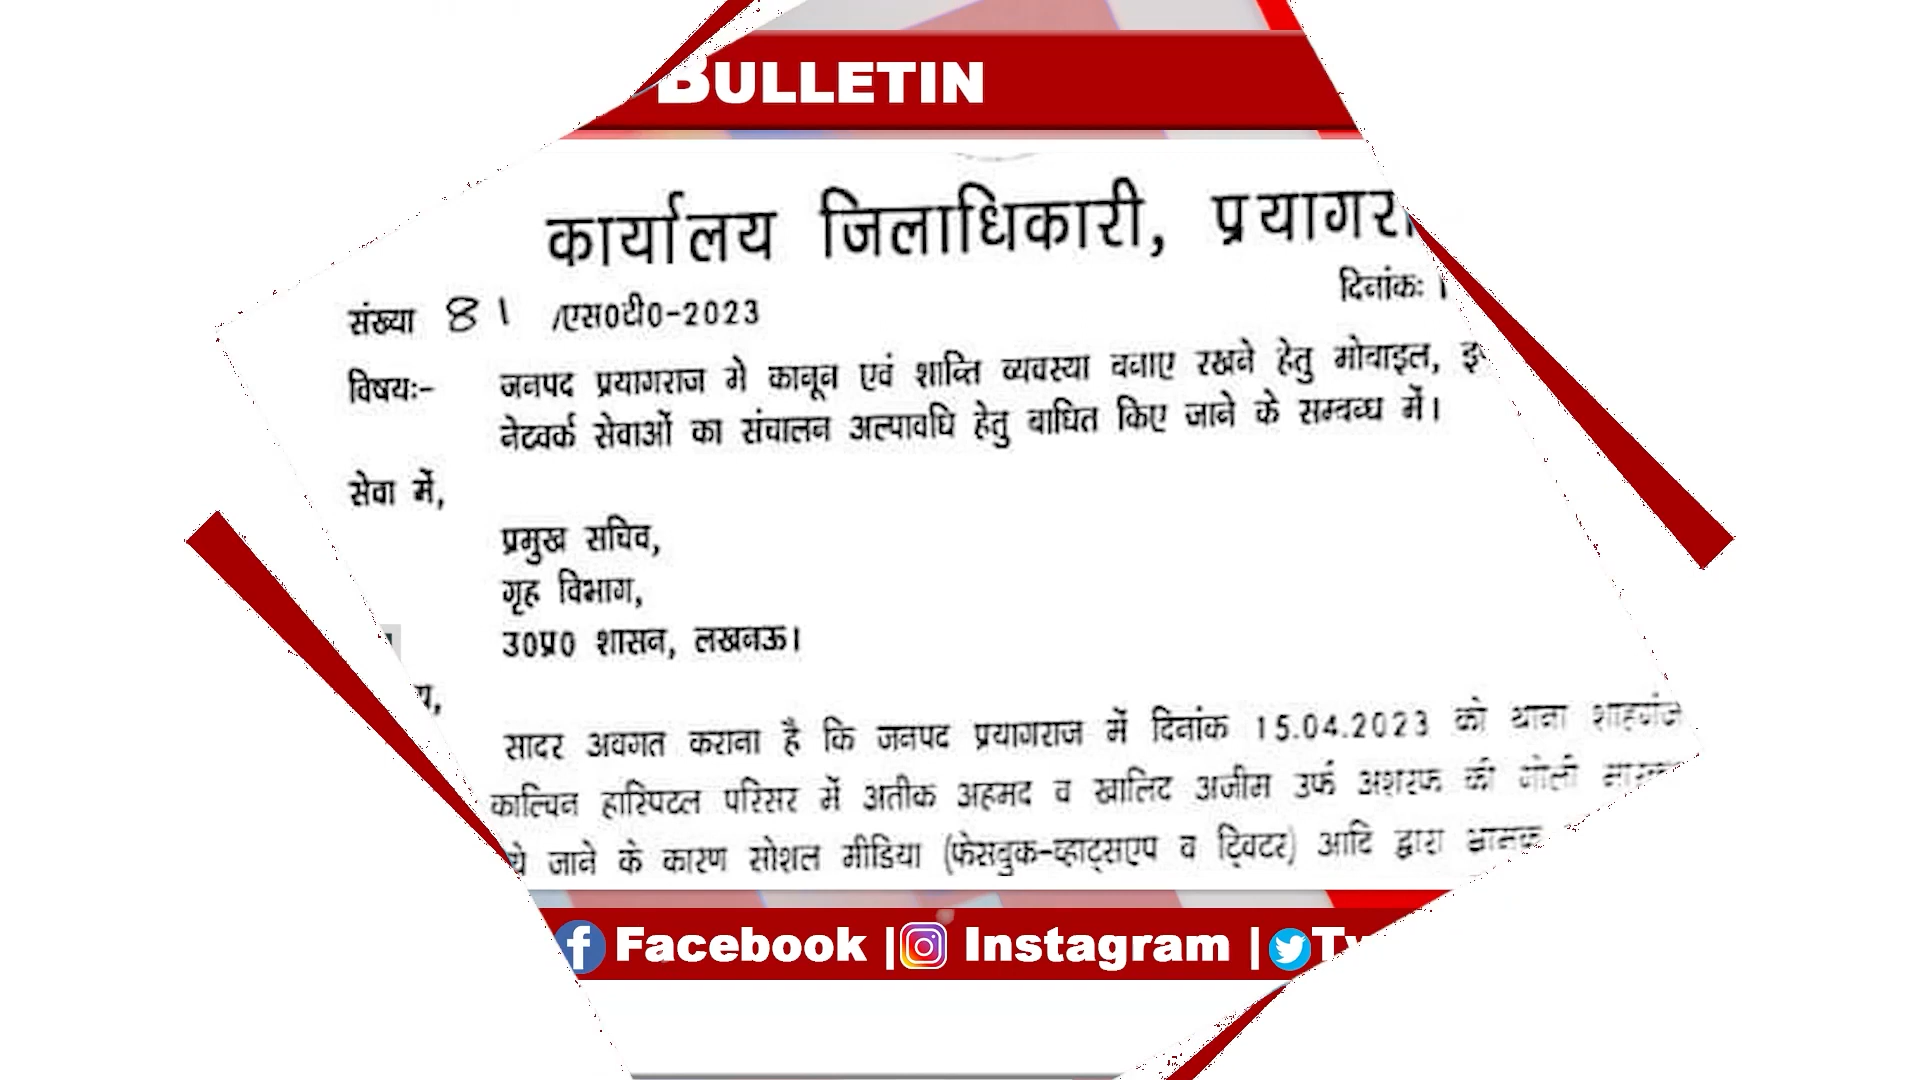 BULLETIN
कार्यालय जिलाधिकारी,
संख्या 81 /एस0टी0-2023
दिनांकः
विषयः- जनपद प्रयागराज मे कानून एवं शान्ति व्यवस्था बनाए रखने हेतु मोबाइल,
नेटवर्क सेवाओं का संचालन अल्पावधि हेतु बाधित किए जाने के सम्बन्ध में।
सेवा में,
प्रमुख सचिव,
गृह विभाग,
उ0प्र0 शासन, लखनऊ।
सादर अवगत कराना है कि जनपद प्रयागराज में दिनांक 15.04.2023 को थाना शाहगंज
काल्विन हास्पिटल परिसर में अतीक अहमद व खालिद अजीम उर्फ अशरफ की गोली
जाने के कारण सोशल मीडिया (फेसबुक-व्हाट्सएप व ट्विटर) आदि द्वारा
Facebook | Instagram |